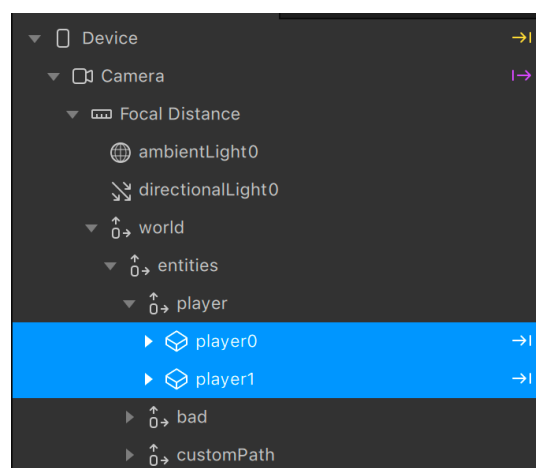 Device
Camera
Focal Distance
ambientLight0
directionalLight0
world
entities
player
player0
player1
bad
customPath